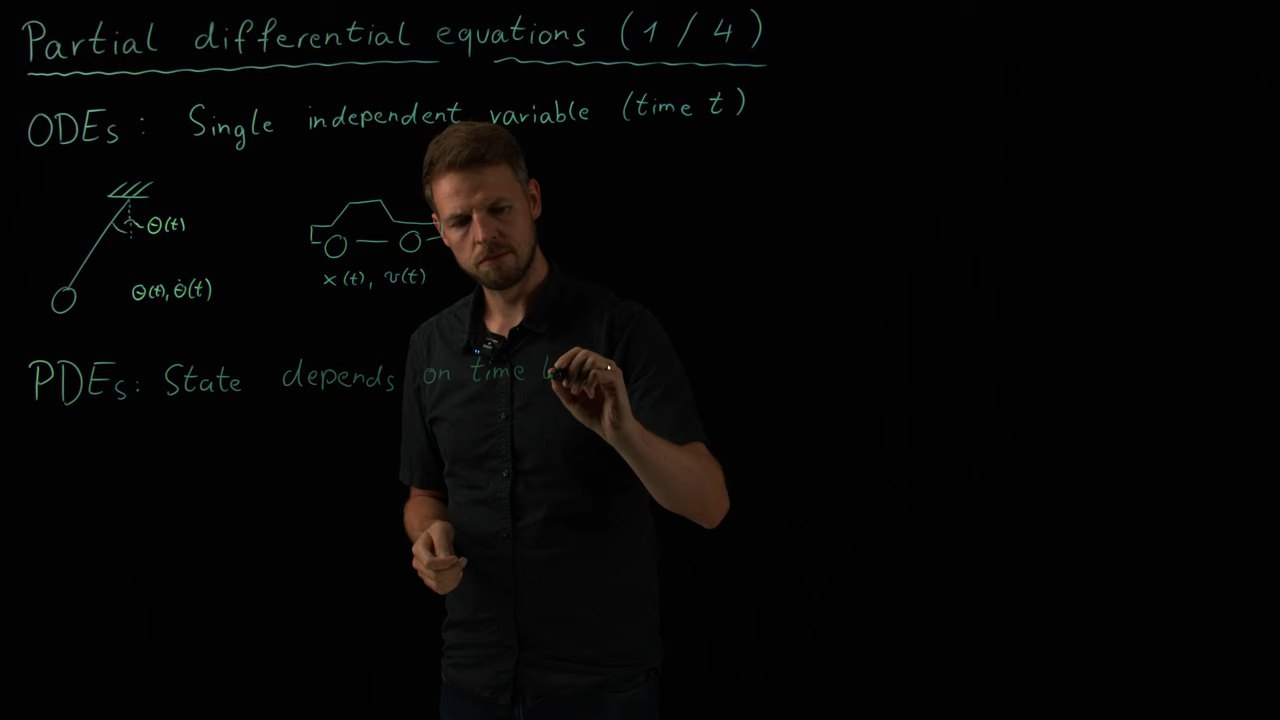 Partial differential equations (1/4)
ODEs: Single independent variable (time t)
Θ(t)
Θ(t), Θ̇(t)
x(t), v(t)
PDEs: State depends on time